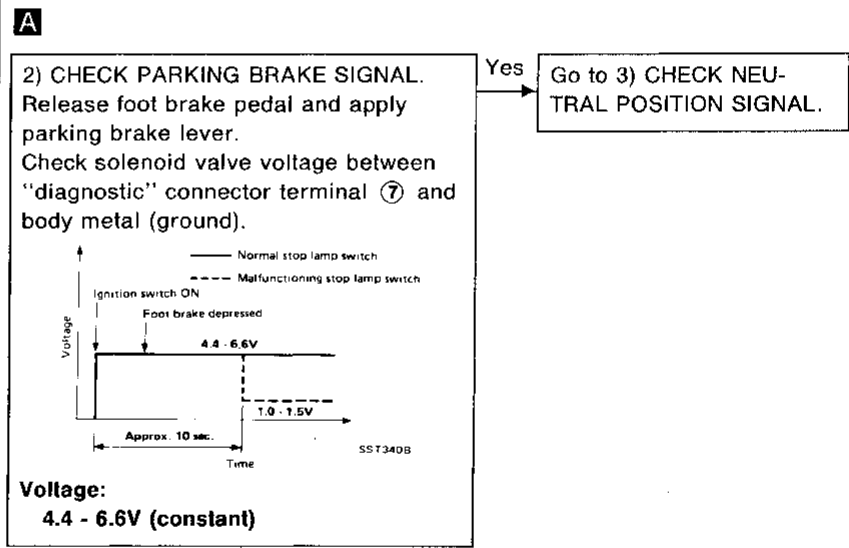 A
2) CHECK PARKING BRAKE SIGNAL.
Release foot brake pedal and apply
parking brake lever.
Check solenoid valve voltage between
"diagnostic" connector terminal ⑦ and
body metal (ground).
Normal stop lamp switch
Malfunctioning stop lamp switch
Ignition switch ON
Foot brake depressed
Voltage
4.4 - 6.6V
1.0 - 1.5V
Approx. 10 sec.
SST340B
Time
Voltage:
4.4 - 6.6V (constant)
Yes
Go to 3) CHECK NEU-
TRAL POSITION SIGNAL.